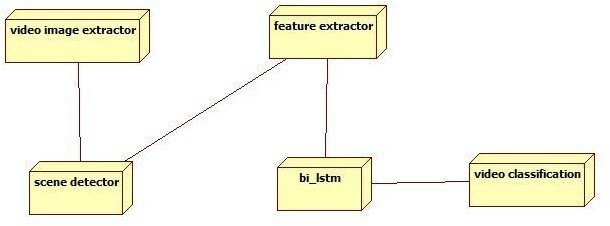 video image extractor
feature extractor
scene detector
bi_lstm
video classification